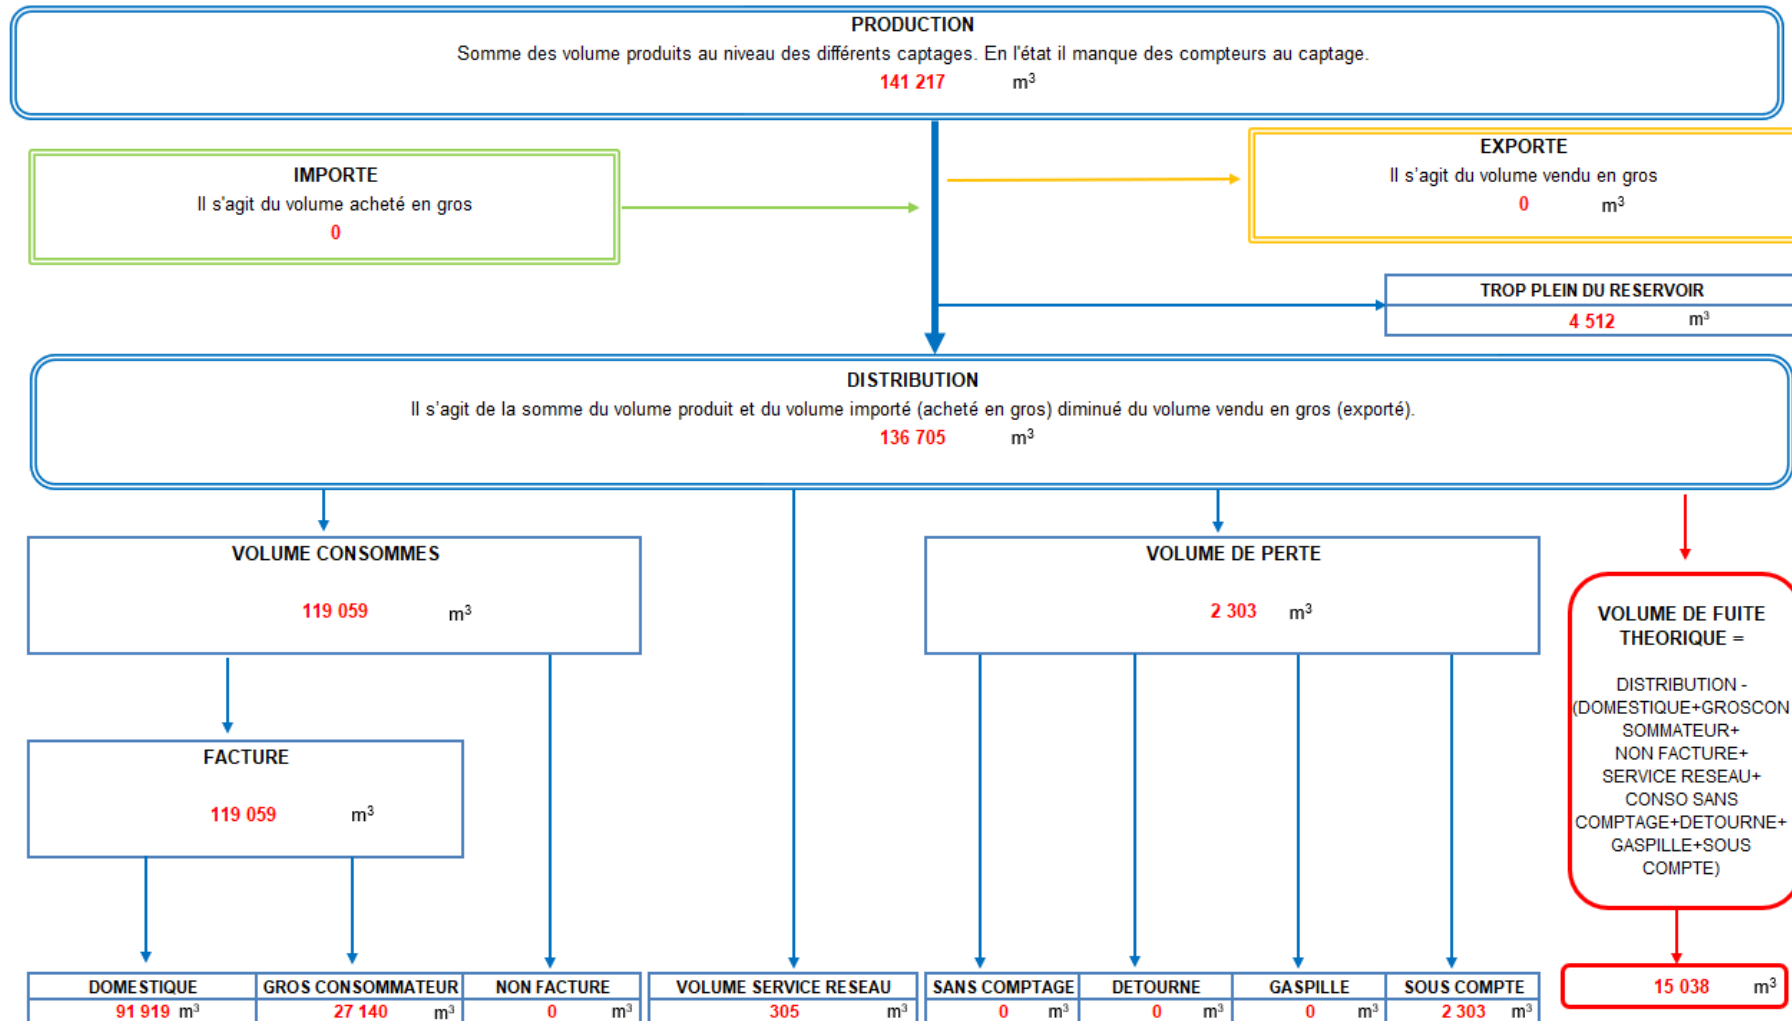 PRODUCTION
Somme des volume produits au niveau des différents captages. En l'état il manque des compteurs au captage.
141 217 m³
IMPORTE
Il s'agit du volume acheté en gros
0
EXPORTE
Il s'agit du volume vendu en gros
0 m³
TROP PLEIN DU RESERVOIR
4 512 m³
DISTRIBUTION
Il s'agit de la somme du volume produit et du volume importé (acheté en gros) diminué du volume vendu en gros (exporté).
136 705 m³
VOLUME CONSOMMES
119 059 m³
VOLUME DE PERTE
2 303 m³
VOLUME DE FUITE
THEORIQUE =
DISTRIBUTION -
(DOMESTIQUE+GROSCON
SOMMATEUR+
NON FACTURE+
SERVICE RESEAU+
CONSO SANS
COMPTAGE+DETOURNE+
GASPILLE+SOUS
COMPTE)
FACTURE
119 059 m³
DOMESTIQUE
91 919 m³
GROS CONSOMMATEUR
27 140 m³
NON FACTURE
0 m³
VOLUME SERVICE RESEAU
305 m³
SANS COMPTAGE
0 m³
DETOURNE
0 m³
GASPILLE
0 m³
SOUS COMPTE
2 303 m³
15 038 m³